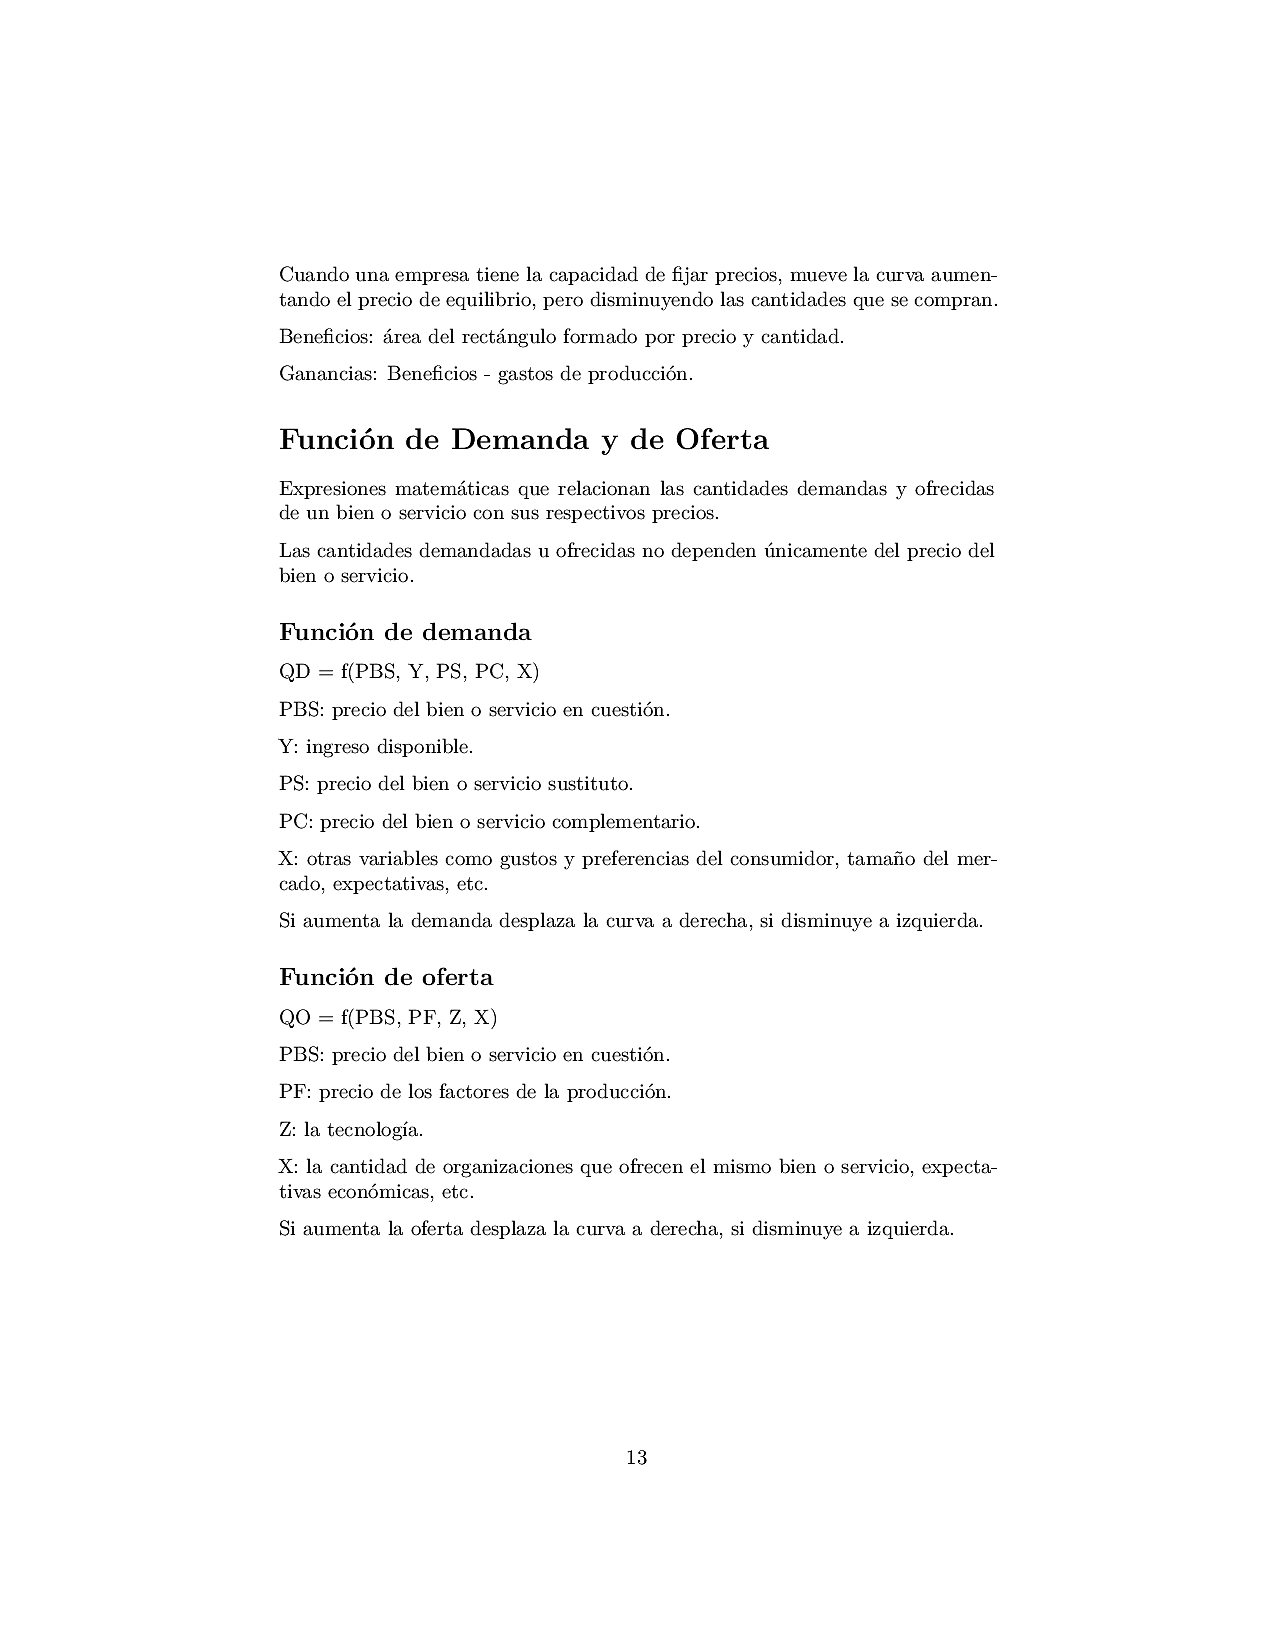 Cuando una empresa tiene la capacidad de fijar precios, mueve la curva aumen-
tando el precio de equilibrio, pero disminuyendo las cantidades que se compran.
Beneficios: área del rectángulo formado por precio y cantidad.
Ganancias: Beneficios - gastos de producción.
Función de Demanda y de Oferta
Expresiones matemáticas que relacionan las cantidades demandas y ofrecidas
de un bien o servicio con sus respectivos precios.
Las cantidades demandadas u ofrecidas no dependen únicamente del precio del
bien o servicio.
Función de demanda
QD = f(PBS, Y, PS, PC, X)
PBS: precio del bien o servicio en cuestión.
Y: ingreso disponible.
PS: precio del bien o servicio sustituto.
PC: precio del bien o servicio complementario.
X: otras variables como gustos y preferencias del consumidor, tamaño del mer-
cado, expectativas, etc.
Si aumenta la demanda desplaza la curva a derecha, si disminuye a izquierda.
Función de oferta
QO = f(PBS, PF, Z, X)
PBS: precio del bien o servicio en cuestión.
PF: precio de los factores de la producción.
Z: la tecnología.
X: la cantidad de organizaciones que ofrecen el mismo bien o servicio, expecta-
tivas económicas, etc.
Si aumenta la oferta desplaza la curva a derecha, si disminuye a izquierda.
13